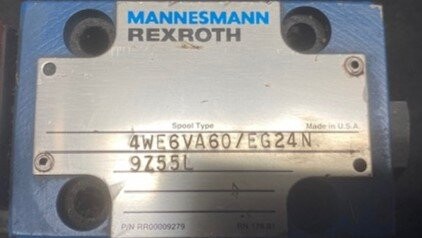 MANNESMANN
REXROTH
Spool Type
Made in U.S.A.
4WE6VA60/EG24N
9Z55L
P/N RR00009279